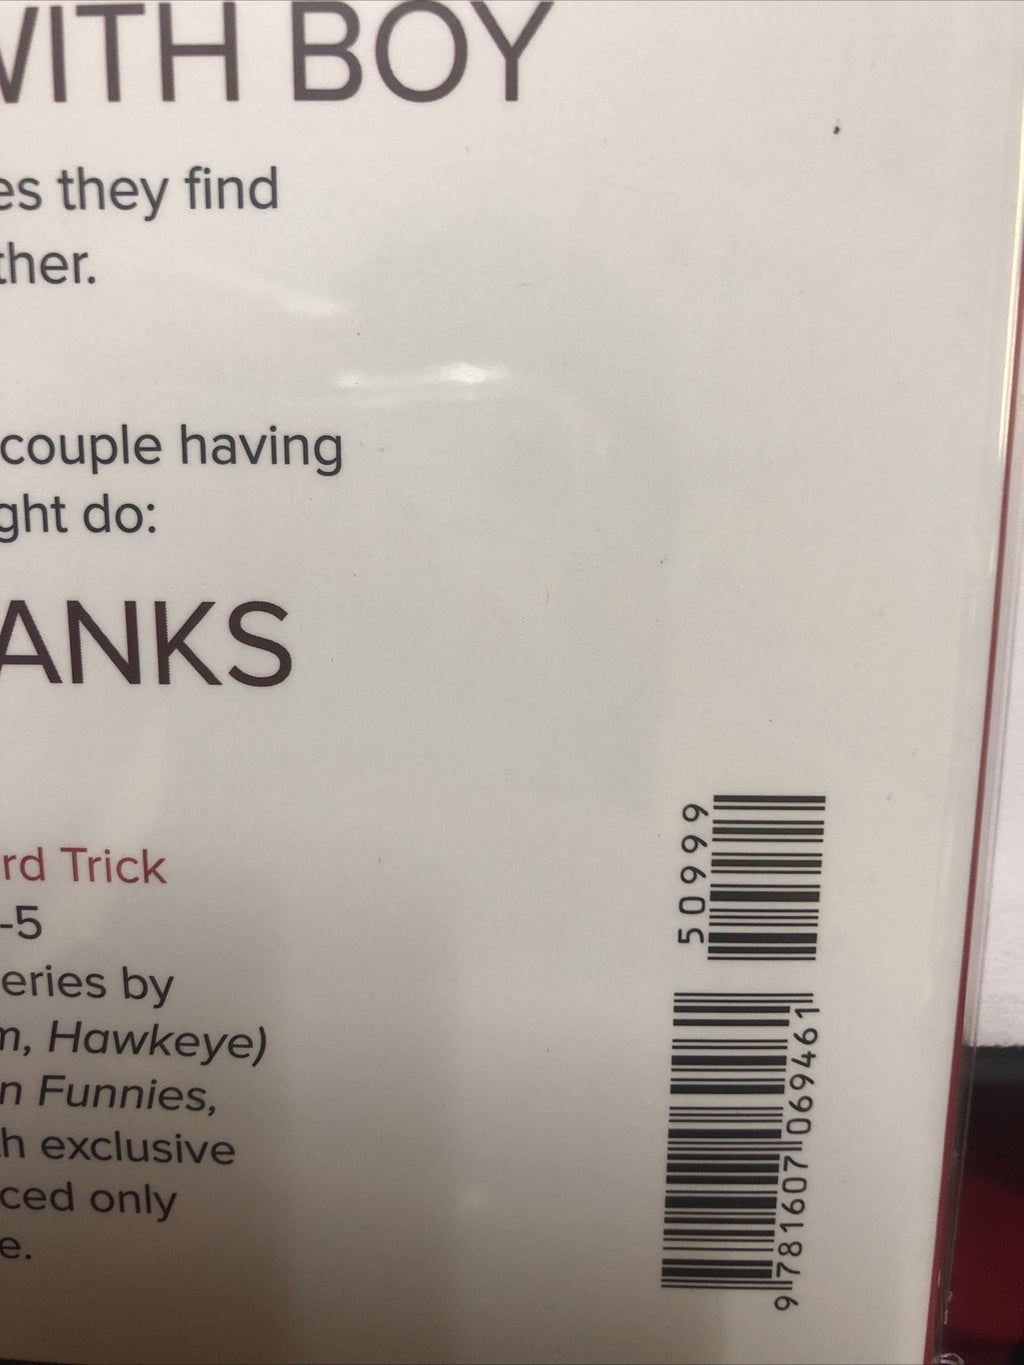 WITH BOY
es they find
ther.
couple having
ght do:
ANKS
rd Trick
-5
eries by
m, Hawkeye)
n Funnies,
h exclusive
ced only
e.
50999
9 781607 069461